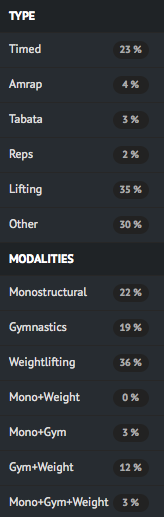 TYPE
Timed 23 %
Amrap 4 %
Tabata 3 %
Reps 2 %
Lifting 35 %
Other 30 %
MODALITIES
Monostructural 22 %
Gymnastics 19 %
Weightlifting 36 %
Mono+Weight 0 %
Mono+Gym 3 %
Gym+Weight 12 %
Mono+Gym+Weight 3 %